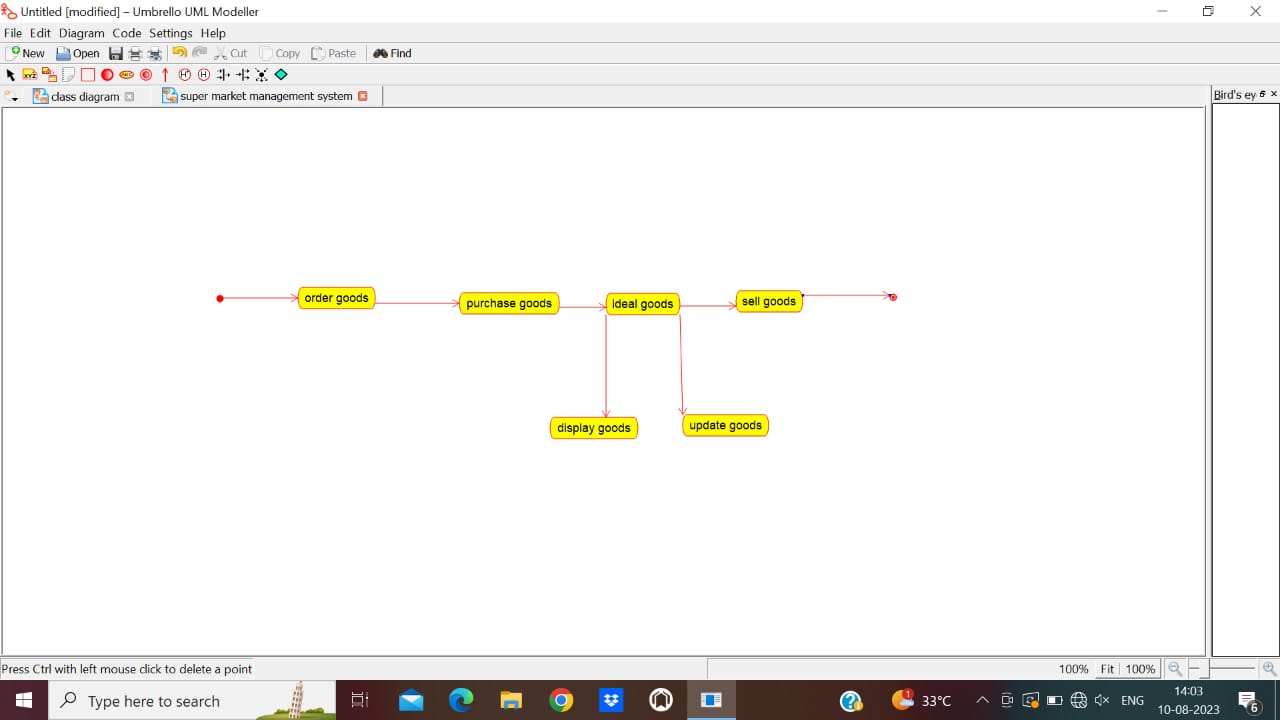 Untitled [modified] – Umbrello UML Modeller
File Edit Diagram Code Settings Help
New Open Cut Copy Paste Find
class diagram super market management system Bird's ey
order goods purchase goods ideal goods sell goods
display goods update goods
Press Ctrl with left mouse click to delete a point 100% Fit 100%
Type here to search 1 33°C ENG 14:03
10-08-2023 6